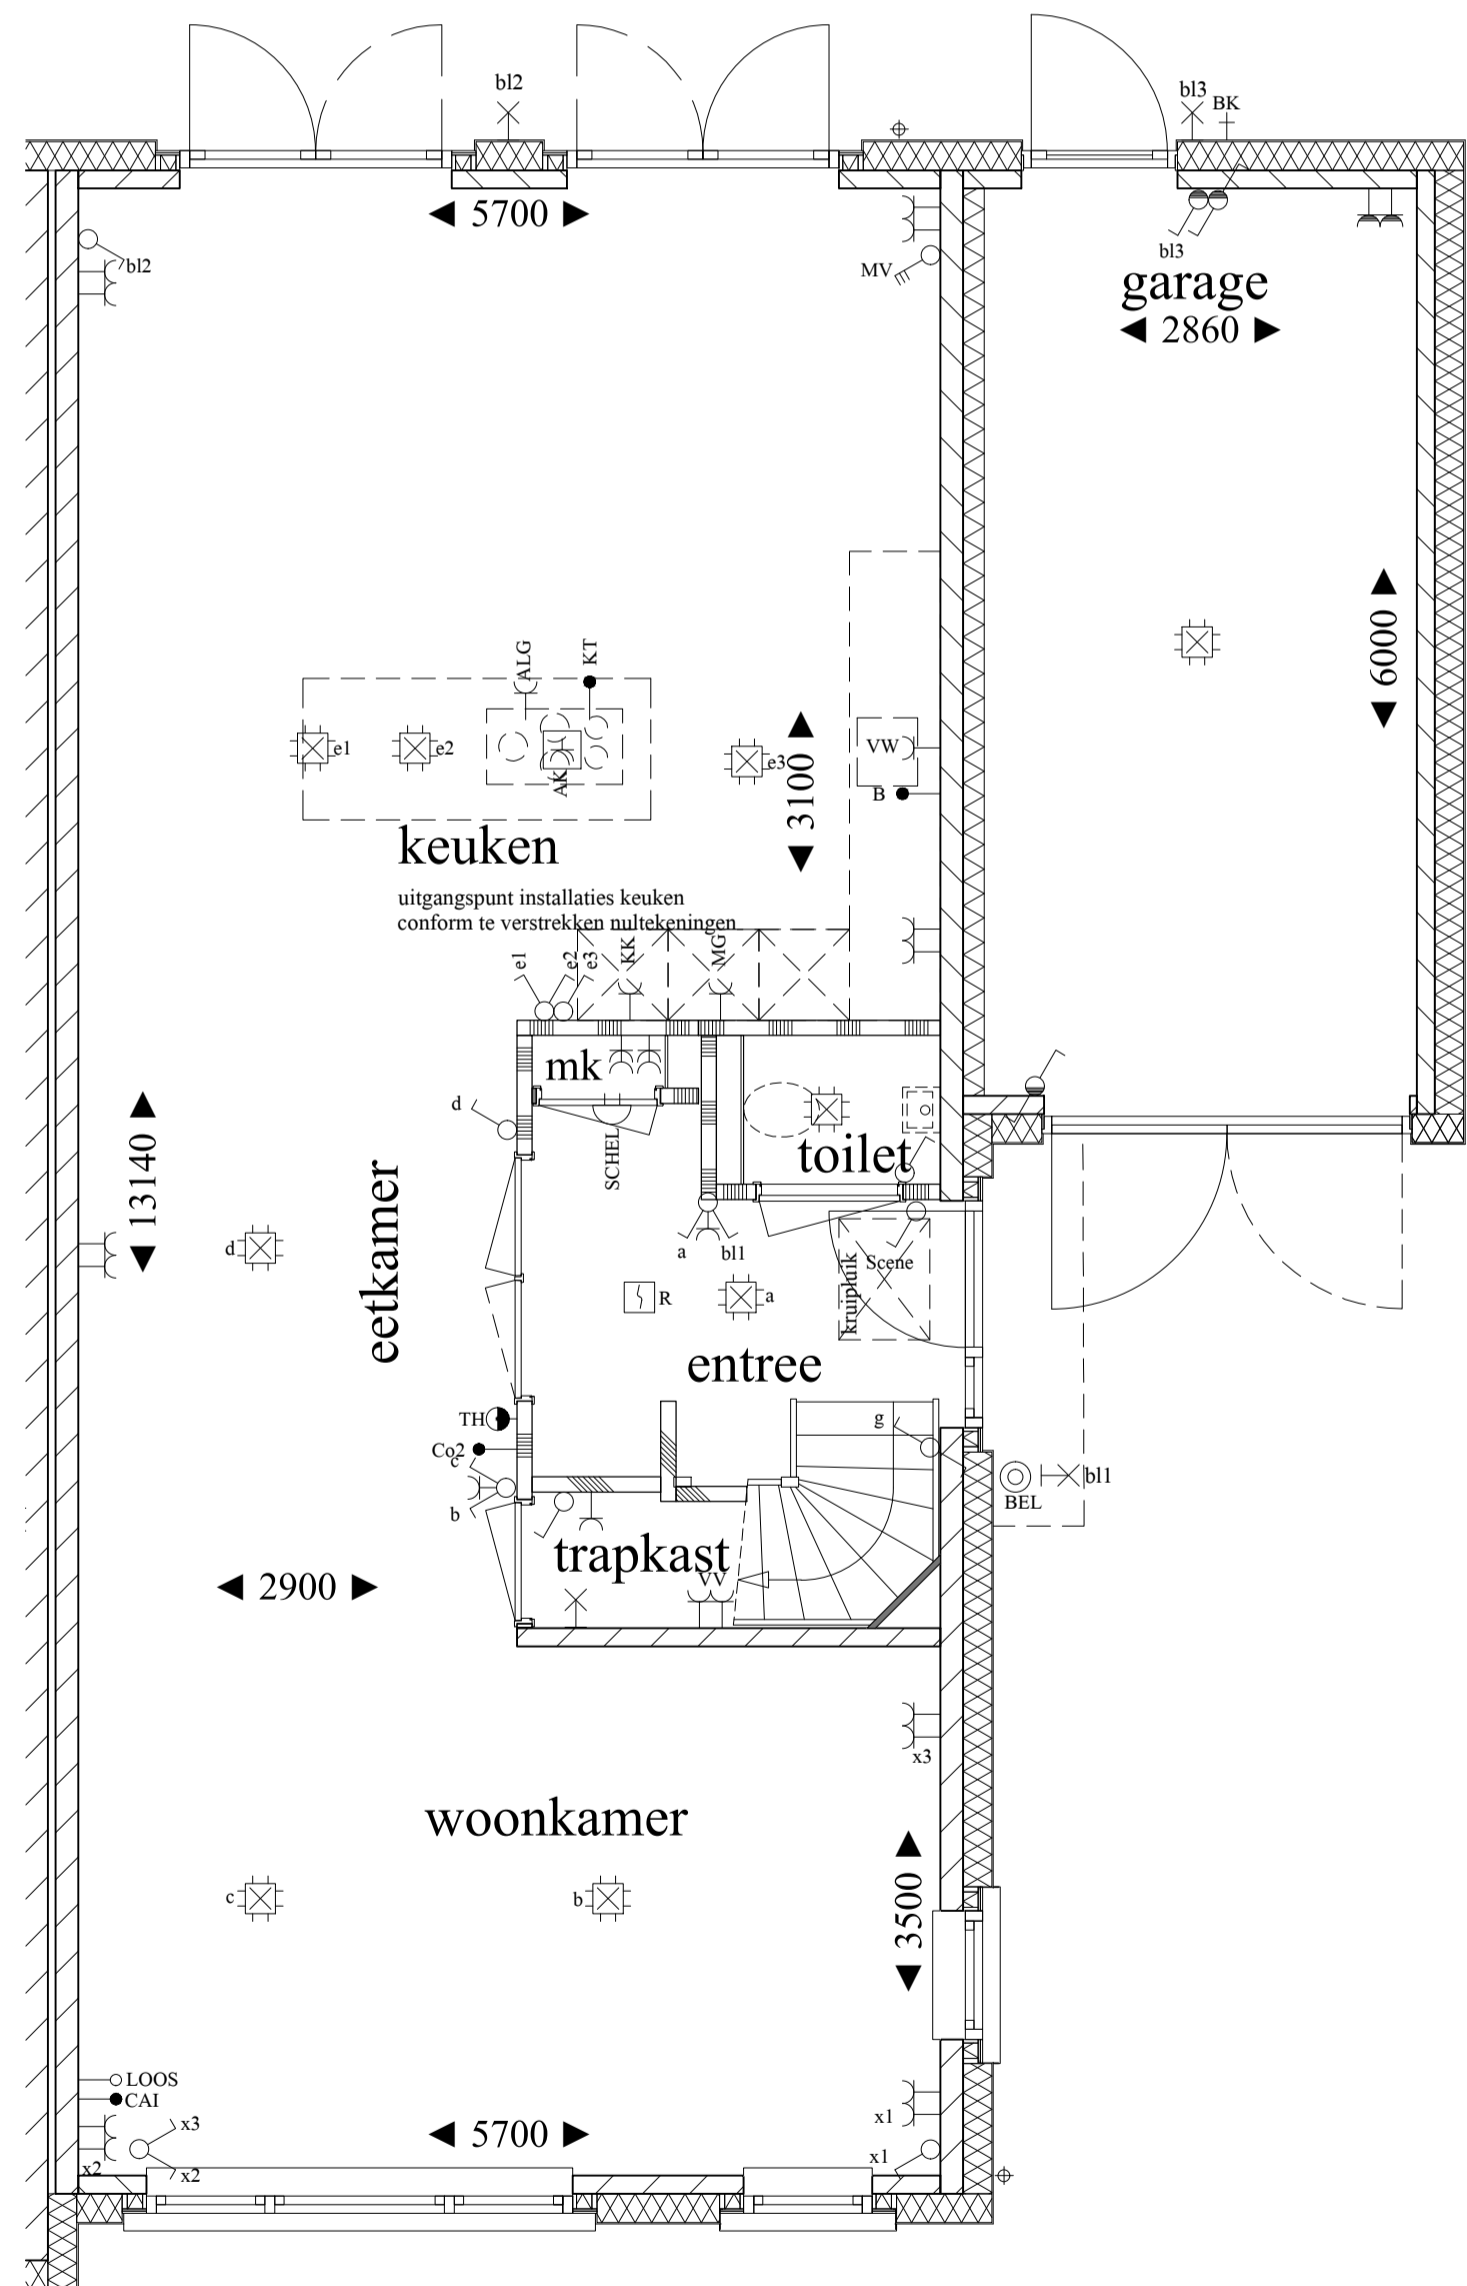 bl2
bl3
BK
5700
bl2
MV
bl3
garage
2860
6000
ALG
KT
e1
e2
AK
e3
3100
VW
B
keuken
uitgangspunt installaties keuken
conform te verstrekken nultekeningen
e1
e2
e3
KK
MG
mk
d
SCHEL
toilet
13140
eetkamer
d
a
bl1
kruipluik
Scene
R
a
entree
TH
Co2
c
g
b
BEL
bl1
trapkast
VV
2900
x3
woonkamer
c
b
3500
LOOS
CAI
x3
x2
x2
5700
x1
x1